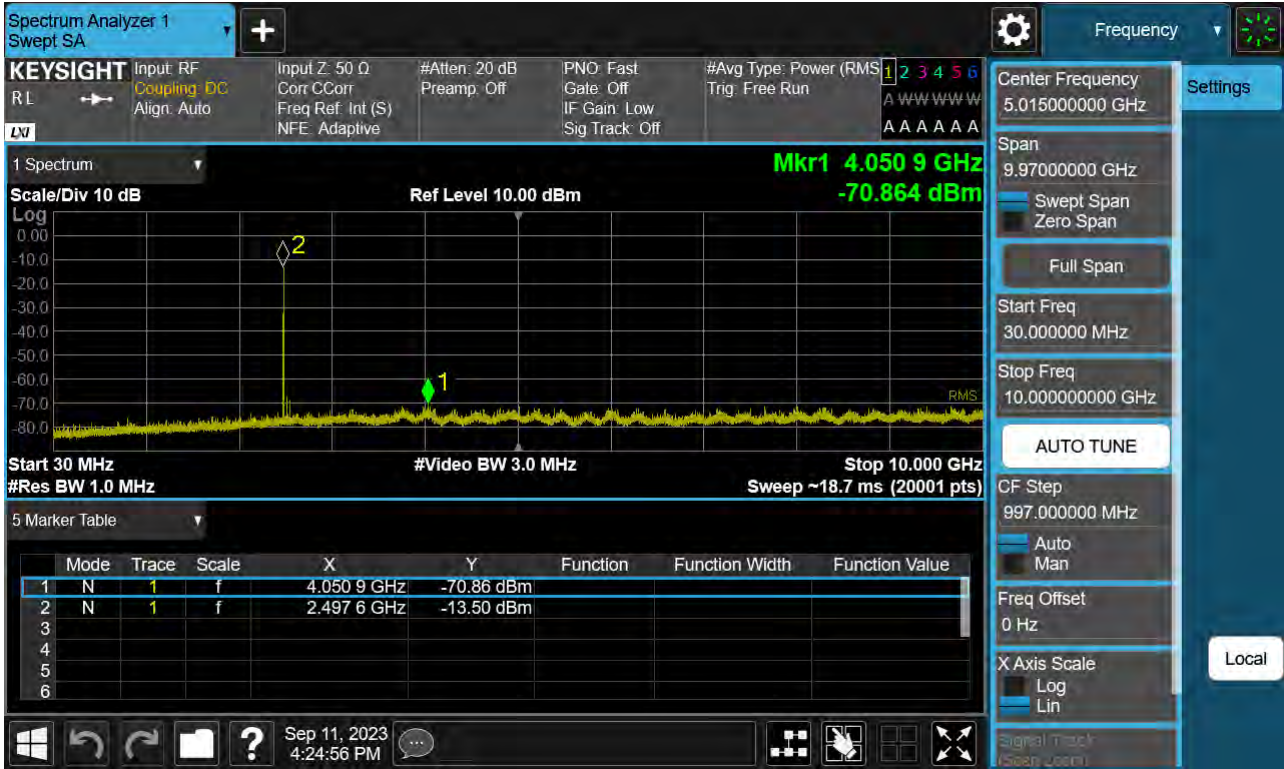 Spectrum Analyzer 1
Swept SA
+
Frequency
KEYSIGHT
RL
LXI
Input: RF
Coupling: DC
Align: Auto
Input Z: 50 Ω
Corr CCorr
Freq Ref: Int (S)
NFE: Adaptive
#Atten: 20 dB
Preamp: Off
PNO: Fast
Gate: Off
IF Gain: Low
Sig Track: Off
#Avg Type: Power (RMS
Trig: Free Run
1 2 3 4 5 6
A W W W W W
A A A A A A
1 Spectrum
Mkr1 4.050 9 GHz
-70.864 dBm
Scale/Div 10 dB
Ref Level 10.00 dBm
Log
0.00
-10.0
-20.0
-30.0
-40.0
-50.0
-60.0
-70.0
-80.0
2
1
RMS
Start 30 MHz
#Video BW 3.0 MHz
Stop 10.000 GHz
#Res BW 1.0 MHz
Sweep ~18.7 ms (20001 pts)
5 Marker Table
Mode Trace Scale X Y Function Function Width Function Value
1 N 1 f 4.050 9 GHz -70.86 dBm
2 N 1 f 2.497 6 GHz -13.50 dBm
3
4
5
6
Sep 11, 2023
4:24:56 PM
?
Center Frequency
5.015000000 GHz
Span
9.97000000 GHz
Swept Span
Zero Span
Full Span
Start Freq
30.000000 MHz
Stop Freq
10.000000000 GHz
AUTO TUNE
CF Step
997.000000 MHz
Auto
Man
Freq Offset
0 Hz
X Axis Scale
Log
Lin
Signal Track
(Span Zoom)
Settings
Local